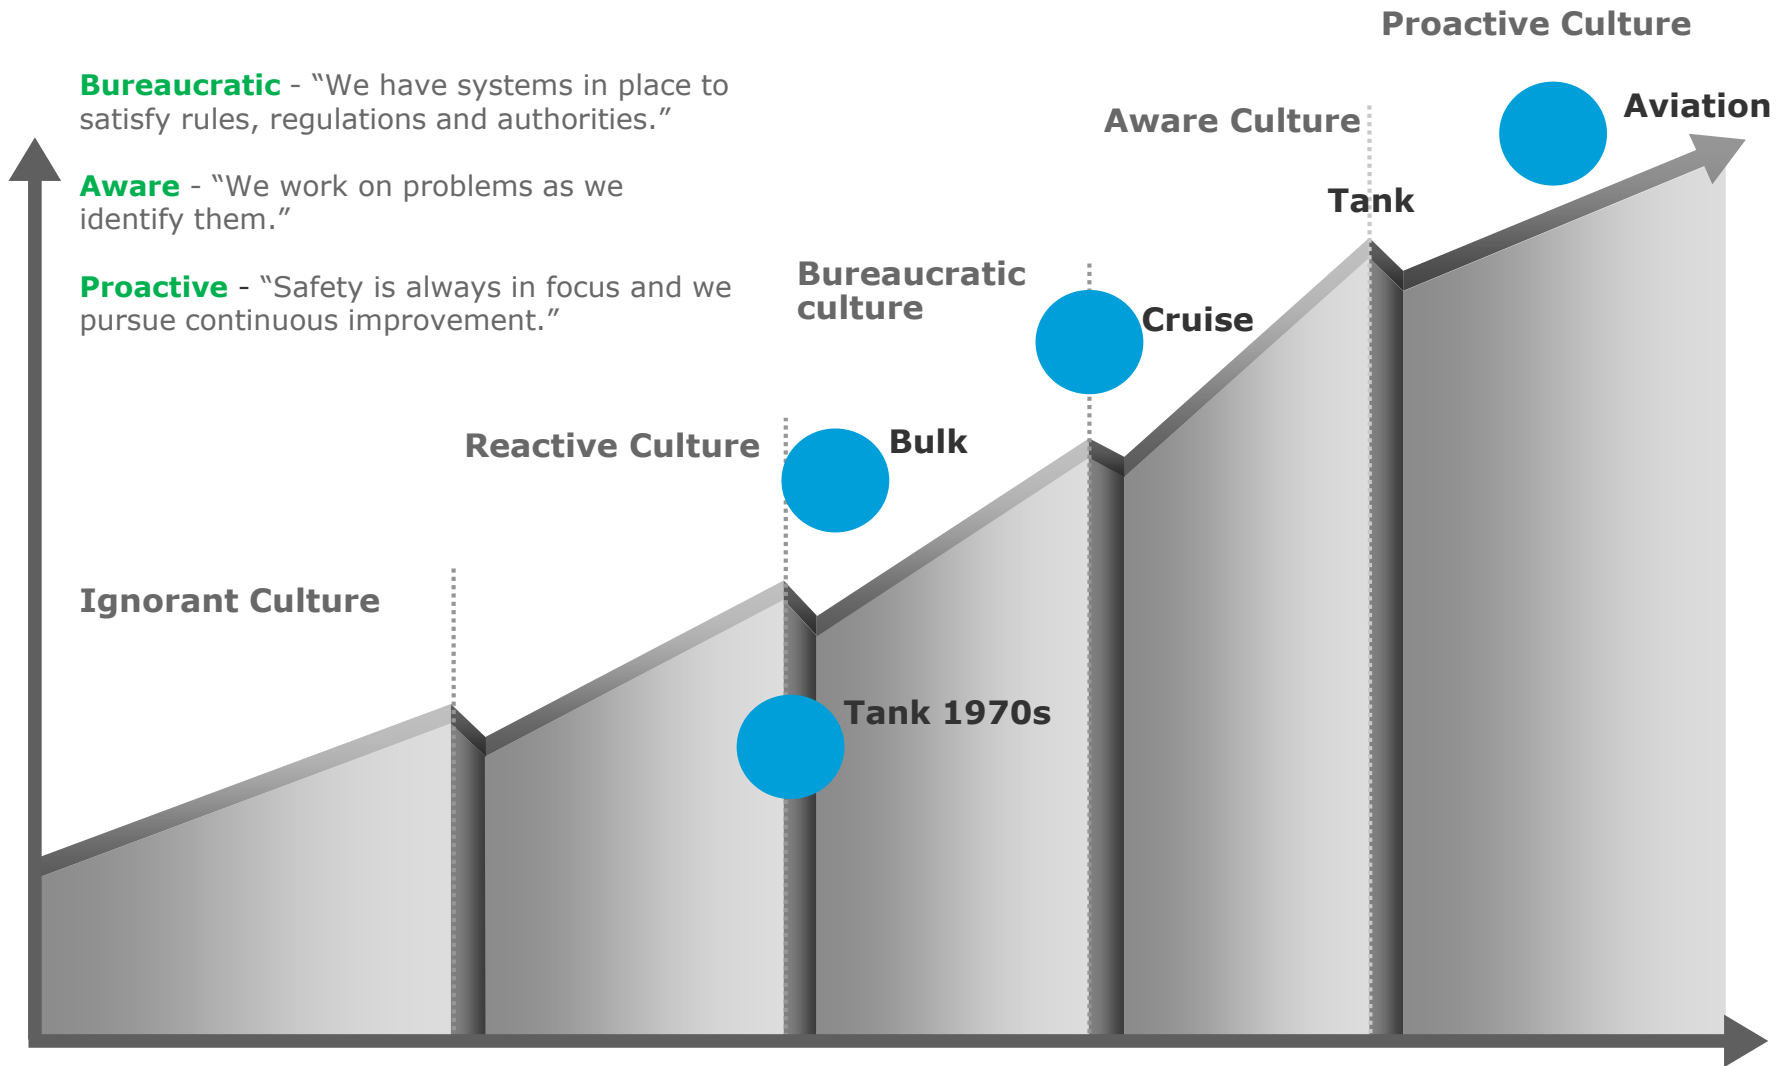 Proactive Culture
Bureaucratic - “We have systems in place to
satisfy rules, regulations and authorities.”
Aviation
Aware Culture
Aware - “We work on problems as we
identify them.”
Tank
Bureaucratic
culture
Proactive - “Safety is always in focus and we
pursue continuous improvement.”
Cruise
Reactive Culture
Bulk
Ignorant Culture
Tank 1970s